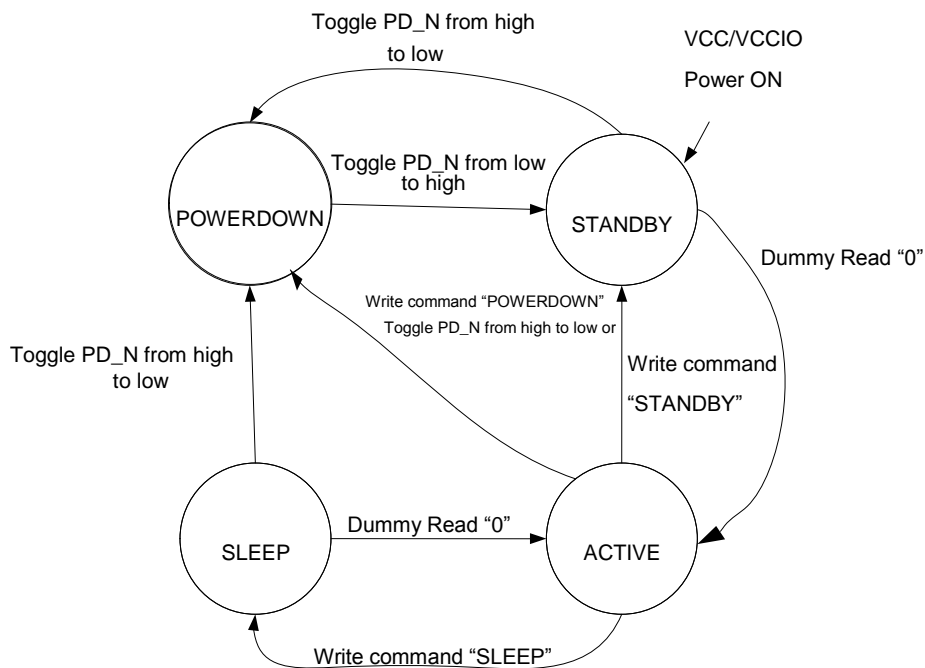 Toggle PD_N from high
to low
VCC/VCCIO
Power ON
Toggle PD_N from low
to high
POWERDOWN
STANDBY
Dummy Read “0”
Write command “POWERDOWN”
Toggle PD_N from high to low or
Toggle PD_N from high
to low
Write command
“STANDBY”
Dummy Read “0”
SLEEP
ACTIVE
Write command “SLEEP”